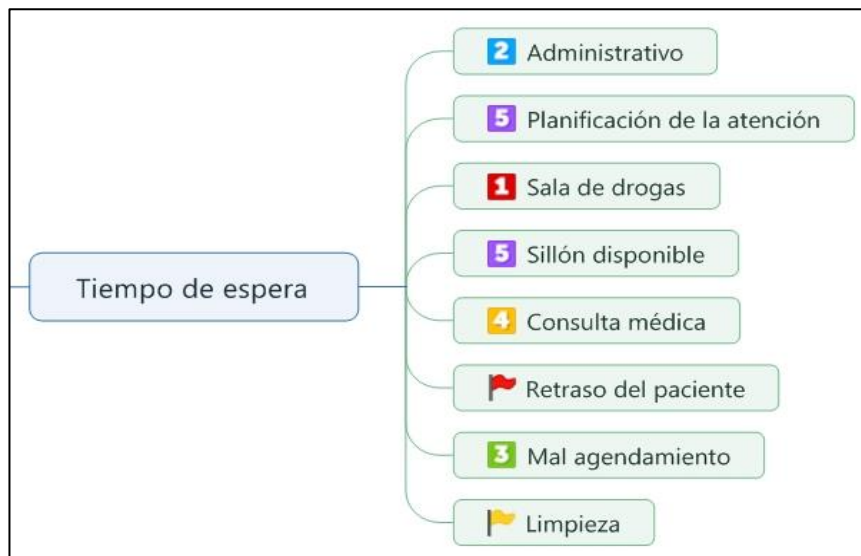 2 Administrativo
5 Planificación de la atención
1 Sala de drogas
5 Sillón disponible
Tiempo de espera
4 Consulta médica
Retraso del paciente
3 Mal agendamiento
Limpieza